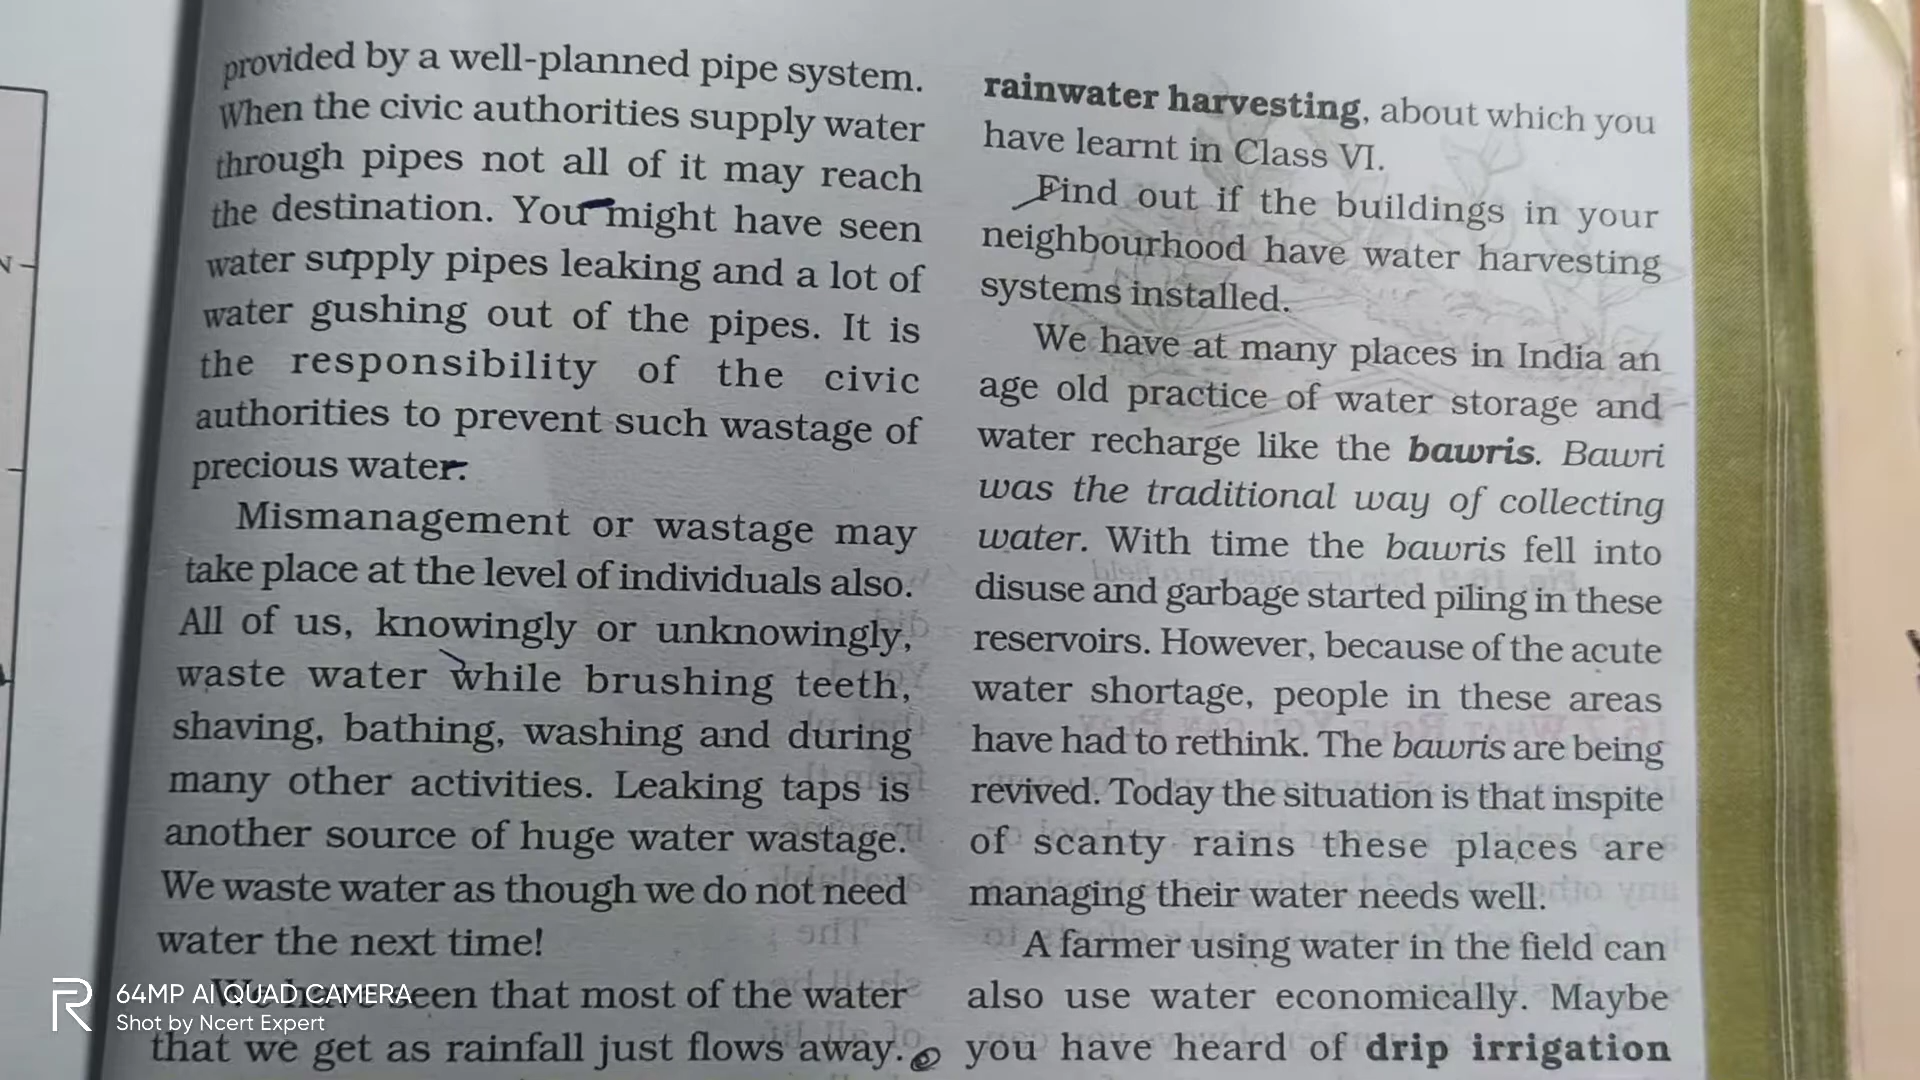 provided by a well-planned pipe system.
When the civic authorities supply water
through pipes not all of it may reach
the destination. You might have seen
water supply pipes leaking and a lot of
water gushing out of the pipes. It is
the responsibility of the civic
authorities to prevent such wastage of
precious water.
Mismanagement or wastage may
take place at the level of individuals also.
All of us, knowingly or unknowingly,
waste water while brushing teeth,
shaving, bathing, washing and during
many other activities. Leaking taps is
another source of huge water wastage.
We waste water as though we do not need
water the next time!
We have seen that most of the water
that we get as rainfall just flows away.
rainwater harvesting, about which you
have learnt in Class VI.
Find out if the buildings in your
neighbourhood have water harvesting
systems installed.
We have at many places in India an
age old practice of water storage and
water recharge like the bawris. Bawri
was the traditional way of collecting
water. With time the bawris fell into
disuse and garbage started piling in these
reservoirs. However, because of the acute
water shortage, people in these areas
have had to rethink. The bawris are being
revived. Today the situation is that inspite
of scanty rains these places are
managing their water needs well.
A farmer using water in the field can
also use water economically. Maybe
you have heard of drip irrigation
R
64MP AI QUAD CAMERA
Shot by Ncert Expert